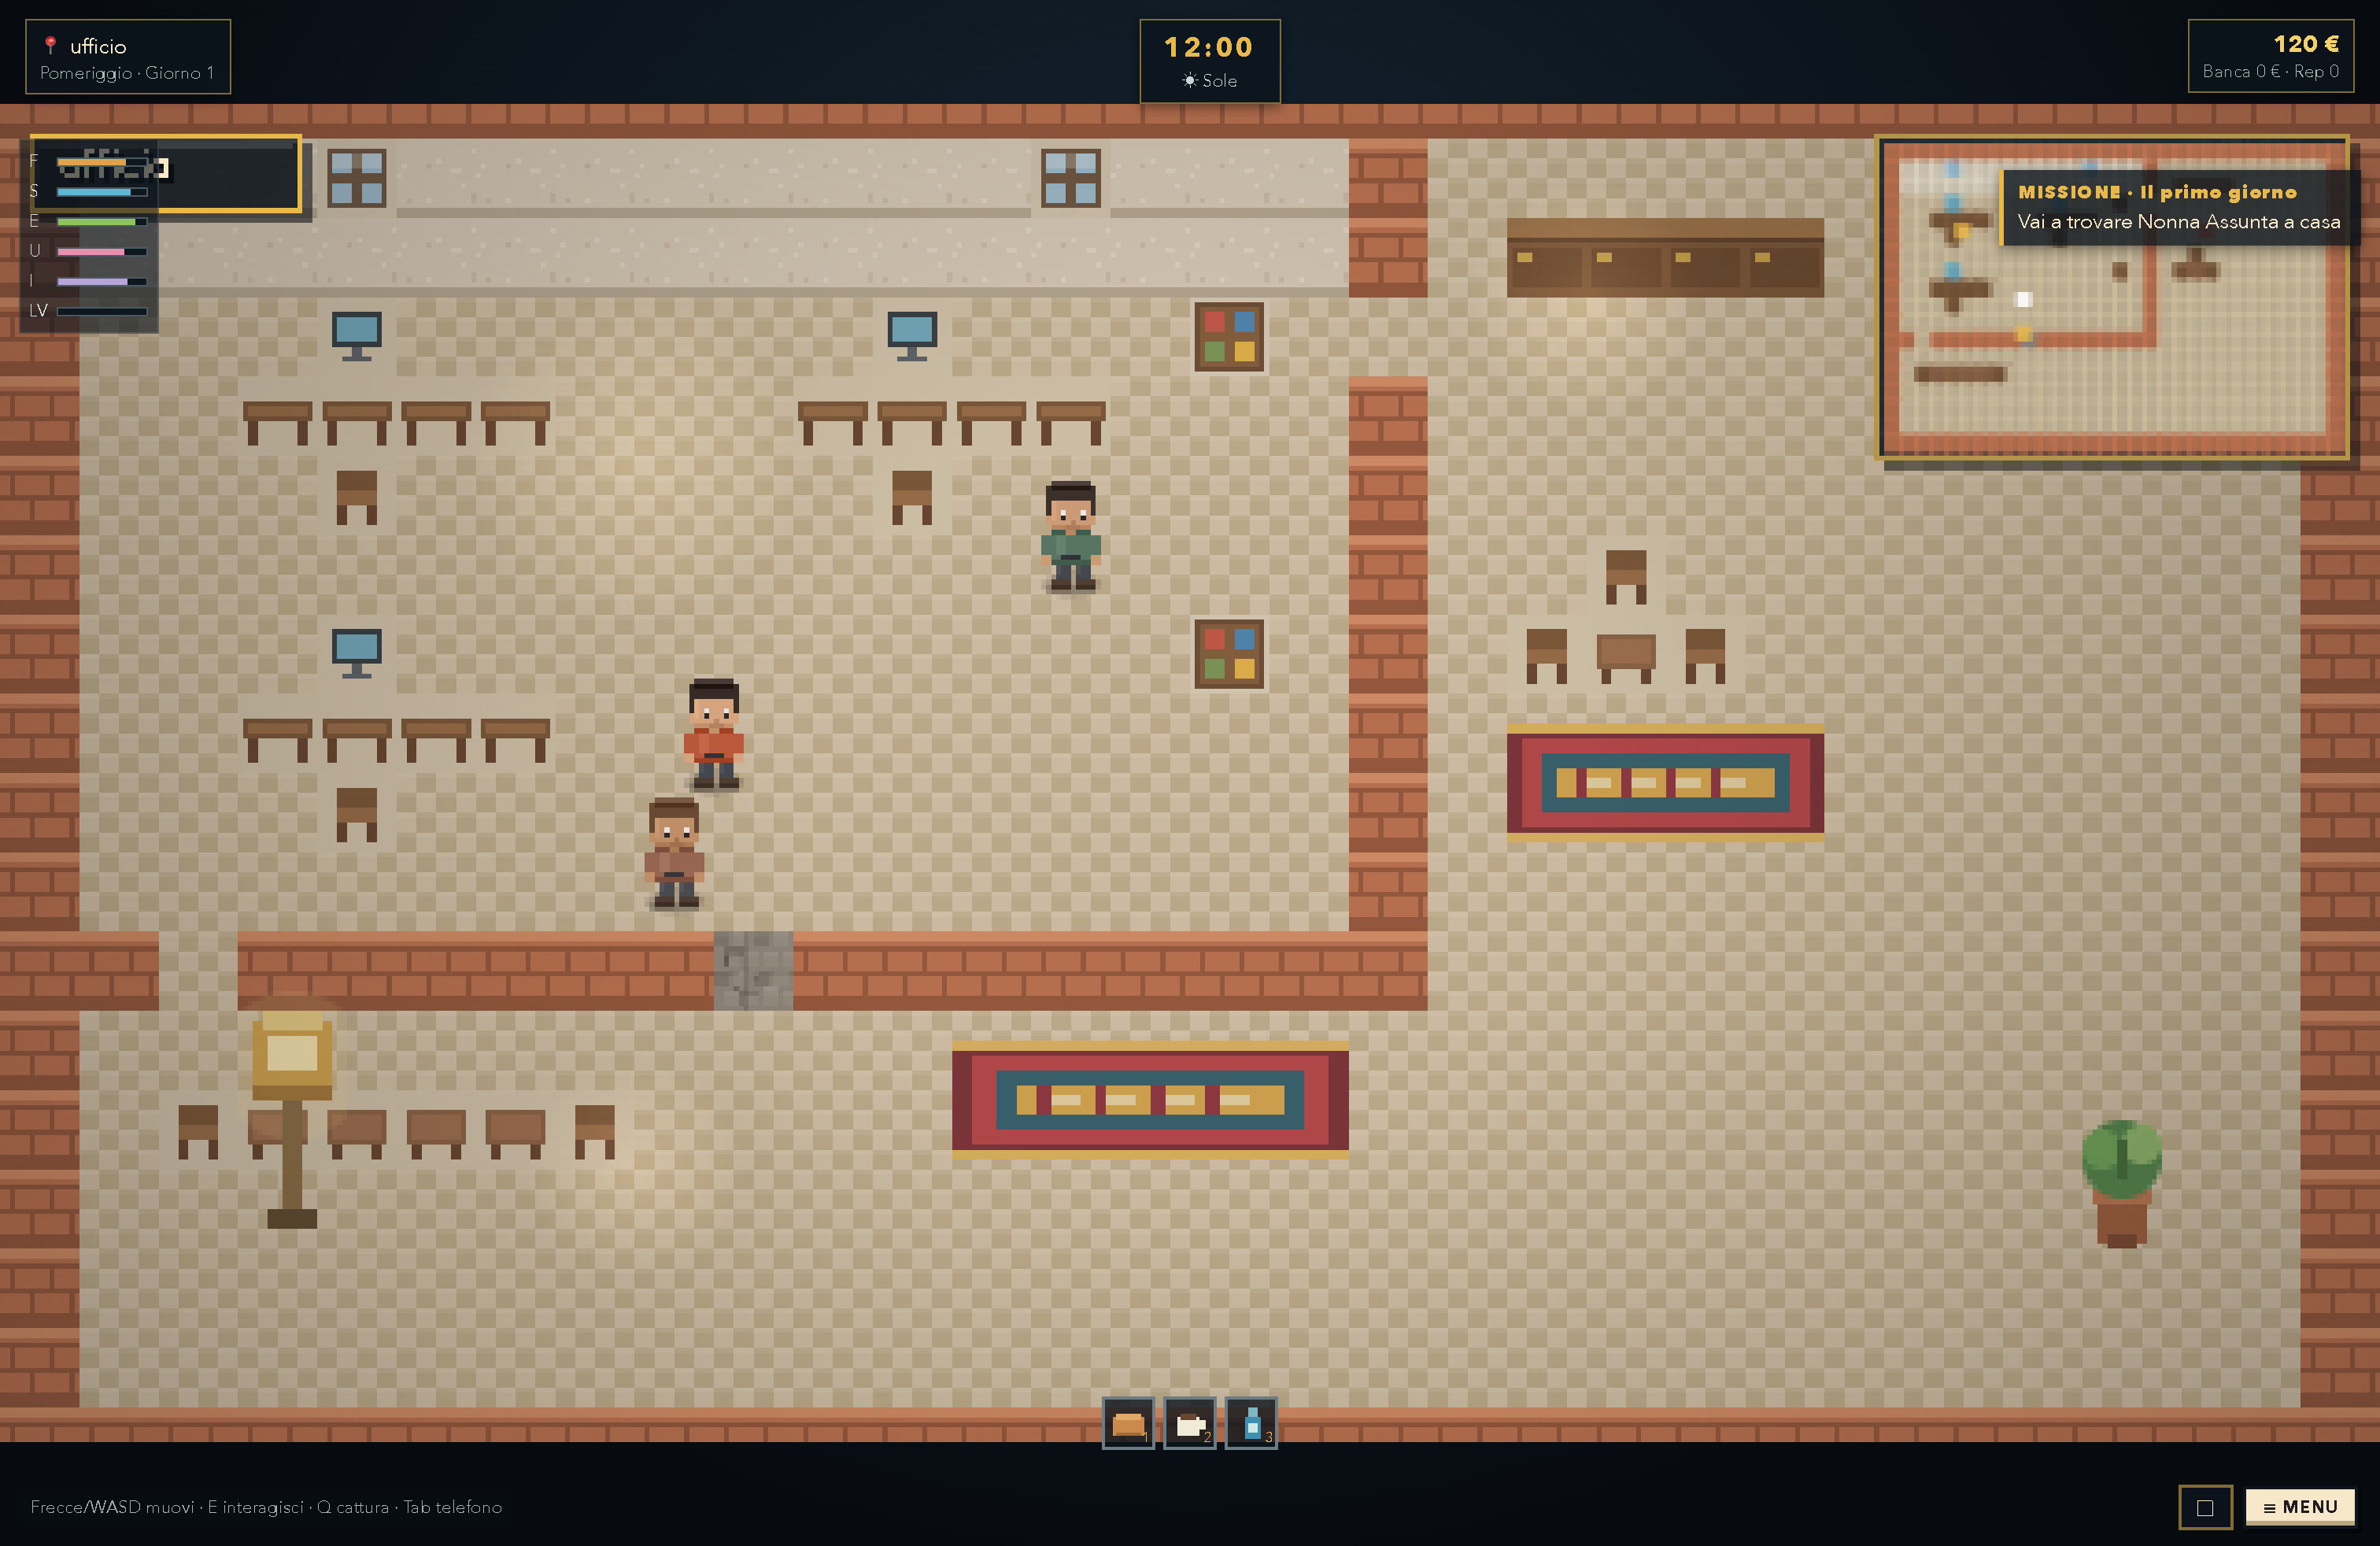 ufficio
Pomeriggio · Giorno 1
12:00
Sole
120 €
Banca 0 € · Rep 0
F
S
E
U
I
LV
MISSIONE · Il primo giorno
Vai a trovare Nonna Assunta a casa
1
2
3
Frecce/WASD muovi · E interagisci · Q cattura · Tab telefono
≡ MENU